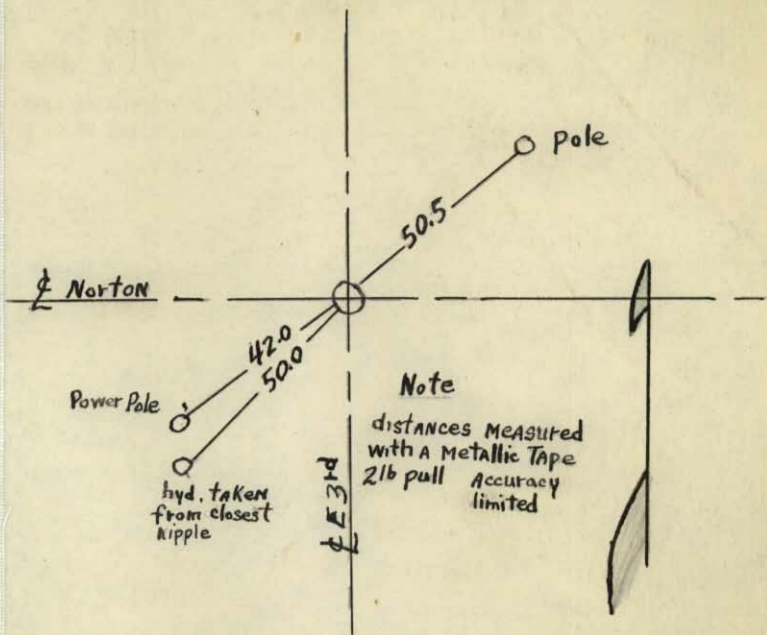 pole
50.5
℄ Norton
42.0
50.0
Power Pole
hyd. taken
from closest
nipple
℄ E 3rd
Note
distances Measured
with A Metallic Tape
2lb pull Accuracy
limited